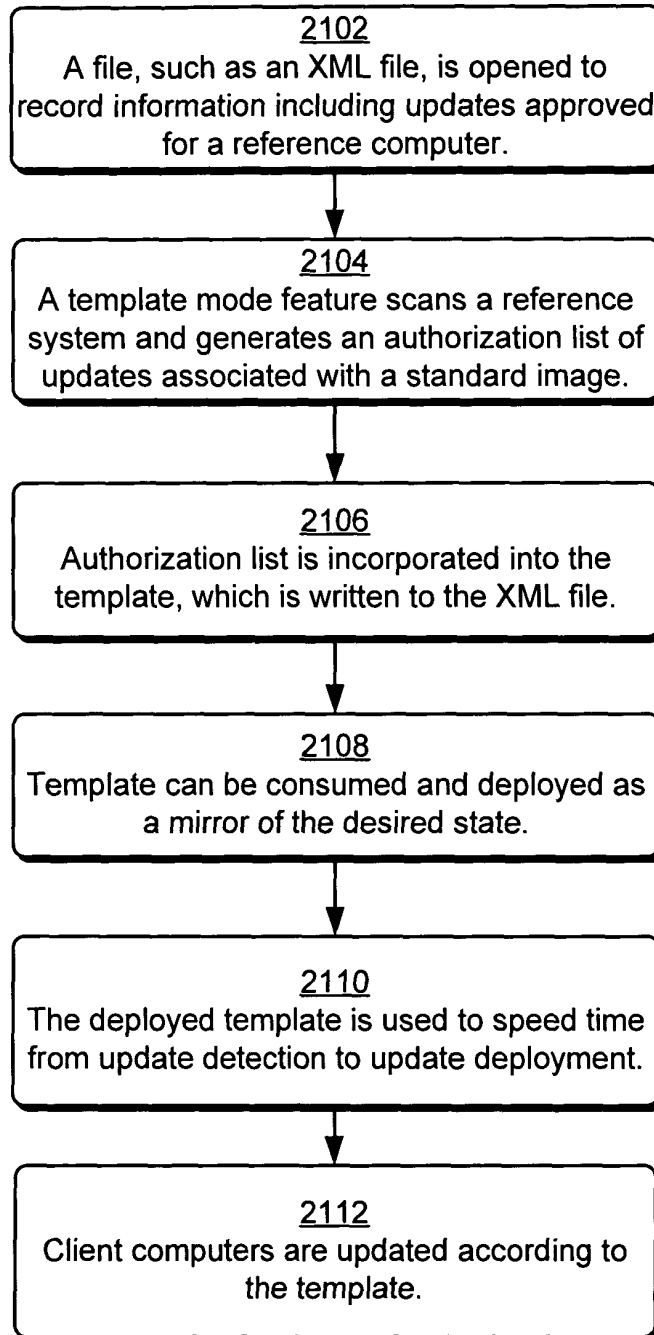 2102
A file, such as an XML file, is opened to
record information including updates approved
for a reference computer.
2104
A template mode feature scans a reference
system and generates an authorization list of
updates associated with a standard image.
2106
Authorization list is incorporated into the
template, which is written to the XML file.
2108
Template can be consumed and deployed as
a mirror of the desired state.
2110
The deployed template is used to speed time
from update detection to update deployment.
2112
Client computers are updated according to
the template.